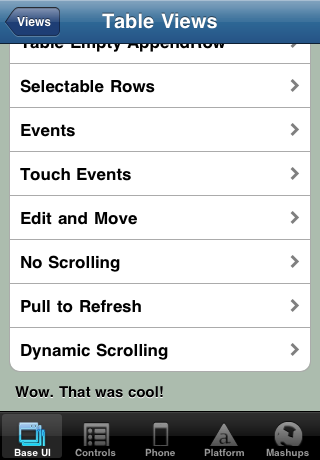 Views
Table Views
Table Empty AppendRow
Selectable Rows
Events
Touch Events
Edit and Move
No Scrolling
Pull to Refresh
Dynamic Scrolling
Wow. That was cool!
Base UI
Controls
Phone
Platform
Mashups